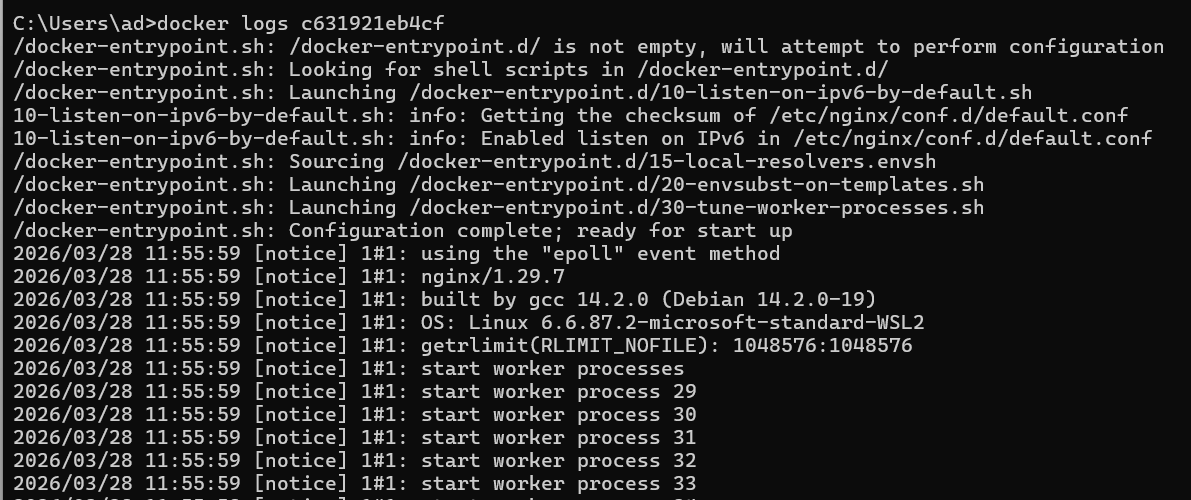 C:\Users\ad>docker logs c631921eb4cf
/docker-entrypoint.sh: /docker-entrypoint.d/ is not empty, will attempt to perform configuration
/docker-entrypoint.sh: Looking for shell scripts in /docker-entrypoint.d/
/docker-entrypoint.sh: Launching /docker-entrypoint.d/10-listen-on-ipv6-by-default.sh
10-listen-on-ipv6-by-default.sh: info: Getting the checksum of /etc/nginx/conf.d/default.conf
10-listen-on-ipv6-by-default.sh: info: Enabled listen on IPv6 in /etc/nginx/conf.d/default.conf
/docker-entrypoint.sh: Sourcing /docker-entrypoint.d/15-local-resolvers.envsh
/docker-entrypoint.sh: Launching /docker-entrypoint.d/20-envsubst-on-templates.sh
/docker-entrypoint.sh: Launching /docker-entrypoint.d/30-tune-worker-processes.sh
/docker-entrypoint.sh: Configuration complete; ready for start up
2026/03/28 11:55:59 [notice] 1#1: using the "epoll" event method
2026/03/28 11:55:59 [notice] 1#1: nginx/1.29.7
2026/03/28 11:55:59 [notice] 1#1: built by gcc 14.2.0 (Debian 14.2.0-19)
2026/03/28 11:55:59 [notice] 1#1: OS: Linux 6.6.87.2-microsoft-standard-WSL2
2026/03/28 11:55:59 [notice] 1#1: getrlimit(RLIMIT_NOFILE): 1048576:1048576
2026/03/28 11:55:59 [notice] 1#1: start worker processes
2026/03/28 11:55:59 [notice] 1#1: start worker process 29
2026/03/28 11:55:59 [notice] 1#1: start worker process 30
2026/03/28 11:55:59 [notice] 1#1: start worker process 31
2026/03/28 11:55:59 [notice] 1#1: start worker process 32
2026/03/28 11:55:59 [notice] 1#1: start worker process 33